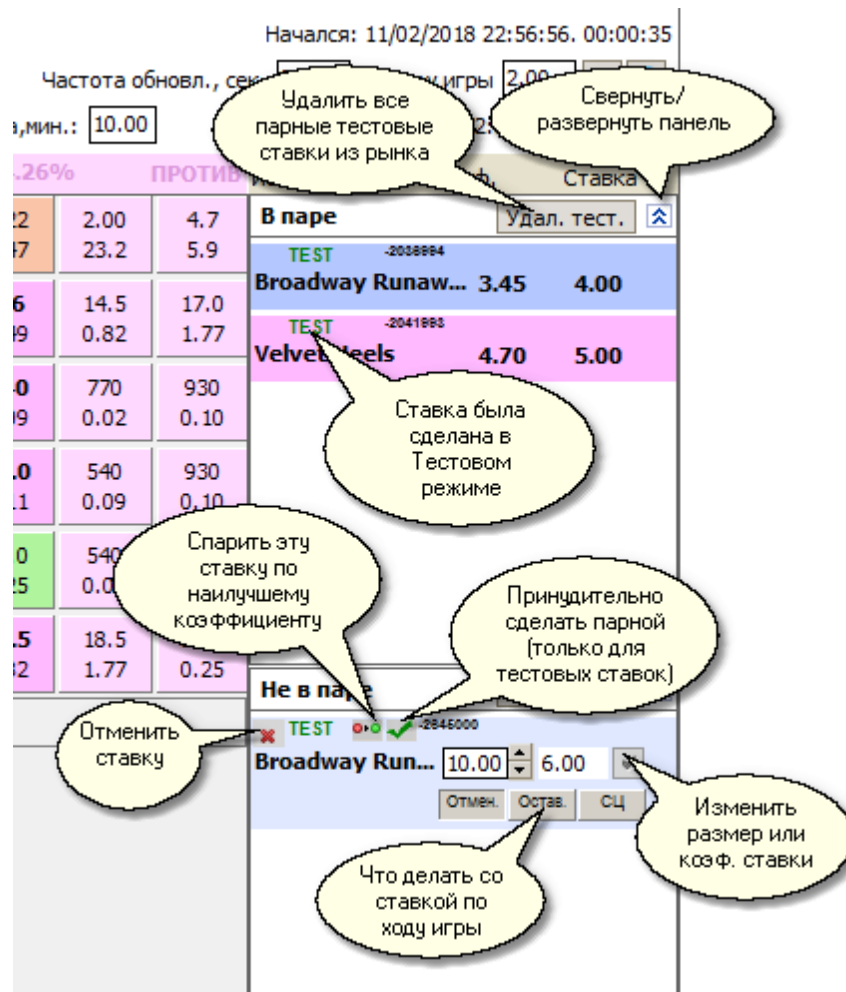 Начался: 11/02/2018 22:56:56. 00:00:35
Частота обновл., сек игры 2.00
мин.: 10.00
Удалить все
парные тестовые
ставки из рынка
Свернуть/
развернуть панель
.26% ПРОТИВ Ставка
В паре Удал. тест.
22 2.00 4.7
47 23.2 5.9
TEST -2038994
Broadway Runaw... 3.45 4.00
6 14.5 17.0
49 0.82 1.77
TEST -2041993
Velvet Heels 4.70 5.00
0 770 930
09 0.02 0.10
Ставка была
сделана в
Тестовом
режиме
.0 540 930
11 0.09 0.10
Спарить эту
ставку по
наилучшему
коэффициенту
0 540
25
Принудительно
сделать парной
(только для
тестовых ставок)
.5 18.5
32 1.77 0.25
Не в паре
Отменить
ставку
TEST -2845000
Broadway Run... 10.00 6.00
Отмен. Остав. СЦ
Изменить
размер или
коэф. ставки
Что делать со
ставкой по
ходу игры